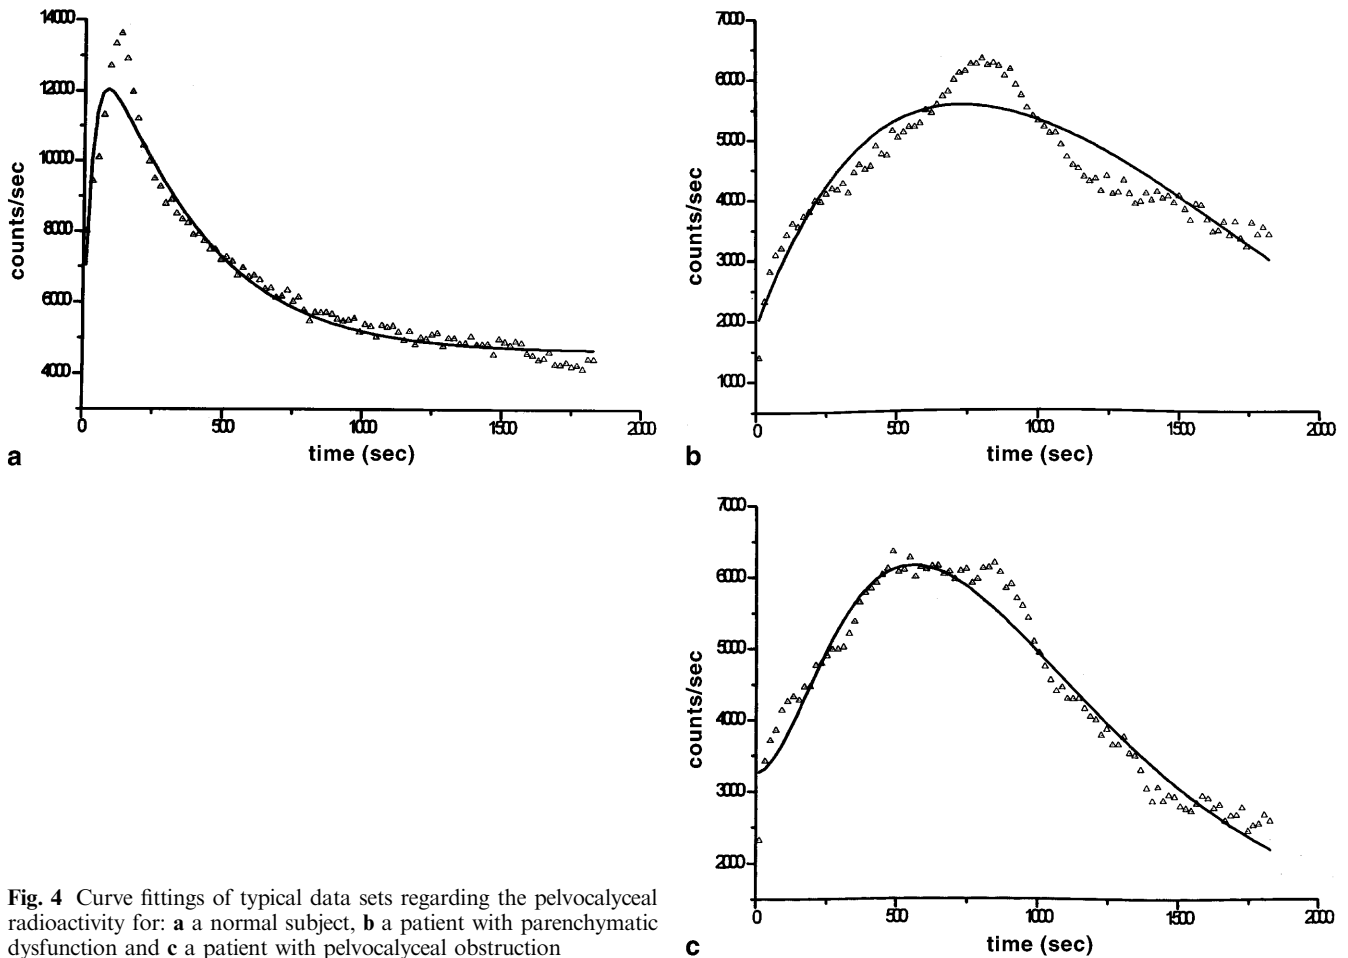 14000
12000
10000
8000
6000
4000
counts/sec
0 500 1000 1500 2000
time (sec)
a
7000
6000
5000
4000
3000
2000
1000
counts/sec
0 500 1000 1500 2000
time (sec)
b
7000
6000
5000
4000
3000
2000
counts/sec
0 500 1000 1500 2000
time (sec)
c
Fig. 4 Curve fittings of typical data sets regarding the pelvocalyceal
radioactivity for: a a normal subject, b a patient with parenchymatic
dysfunction and c a patient with pelvocalyceal obstruction